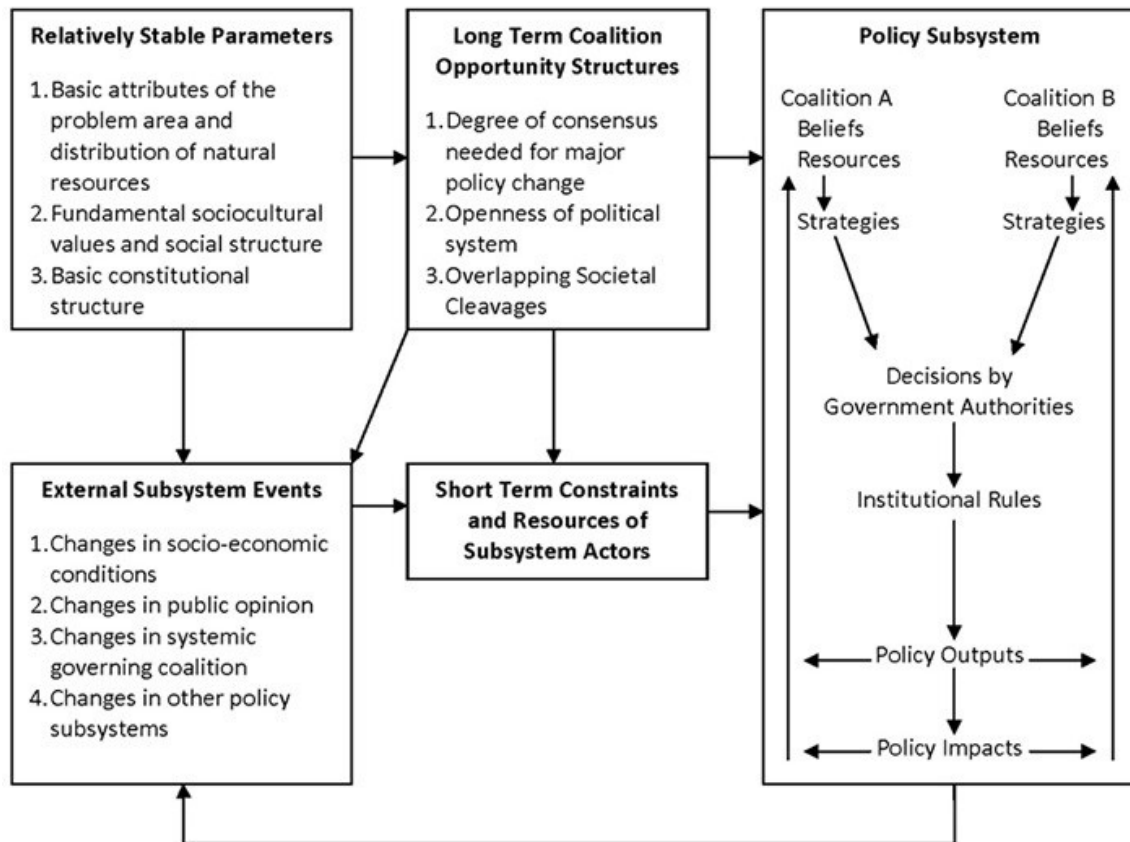 Relatively Stable Parameters
1. Basic attributes of the
problem area and
distribution of natural
resources
2. Fundamental sociocultural
values and social structure
3. Basic constitutional
structure
Long Term Coalition
Opportunity Structures
1. Degree of consensus
needed for major
policy change
2. Openness of political
system
3. Overlapping Societal
Cleavages
Policy Subsystem
Coalition A
Beliefs
Resources
Strategies
Coalition B
Beliefs
Resources
Strategies
Decisions by
Government Authorities
Institutional Rules
Policy Outputs
Policy Impacts
External Subsystem Events
1. Changes in socio-economic
conditions
2. Changes in public opinion
3. Changes in systemic
governing coalition
4. Changes in other policy
subsystems
Short Term Constraints
and Resources of
Subsystem Actors